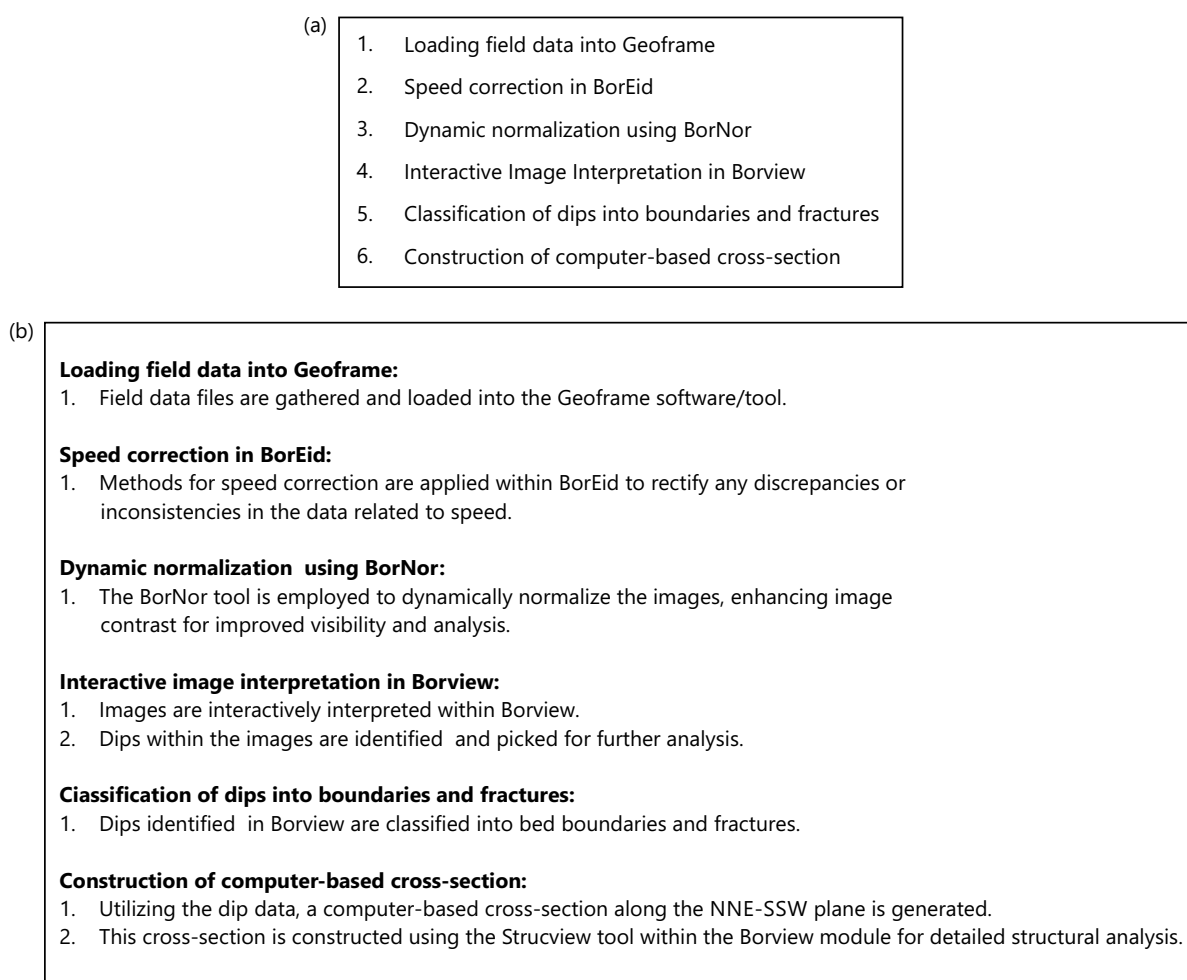 (a)
1. Loading field data into Geoframe
2. Speed correction in BorEid
3. Dynamic normalization using BorNor
4. Interactive Image Interpretation in Borview
5. Classification of dips into boundaries and fractures
6. Construction of computer-based cross-section
(b)
Loading field data into Geoframe:
1. Field data files are gathered and loaded into the Geoframe software/tool.
Speed correction in BorEid:
1. Methods for speed correction are applied within BorEid to rectify any discrepancies or
inconsistencies in the data related to speed.
Dynamic normalization using BorNor:
1. The BorNor tool is employed to dynamically normalize the images, enhancing image
contrast for improved visibility and analysis.
Interactive image interpretation in Borview:
1. Images are interactively interpreted within Borview.
2. Dips within the images are identified and picked for further analysis.
Ciassification of dips into boundaries and fractures:
1. Dips identified in Borview are classified into bed boundaries and fractures.
Construction of computer-based cross-section:
1. Utilizing the dip data, a computer-based cross-section along the NNE-SSW plane is generated.
2. This cross-section is constructed using the Strucview tool within the Borview module for detailed structural analysis.